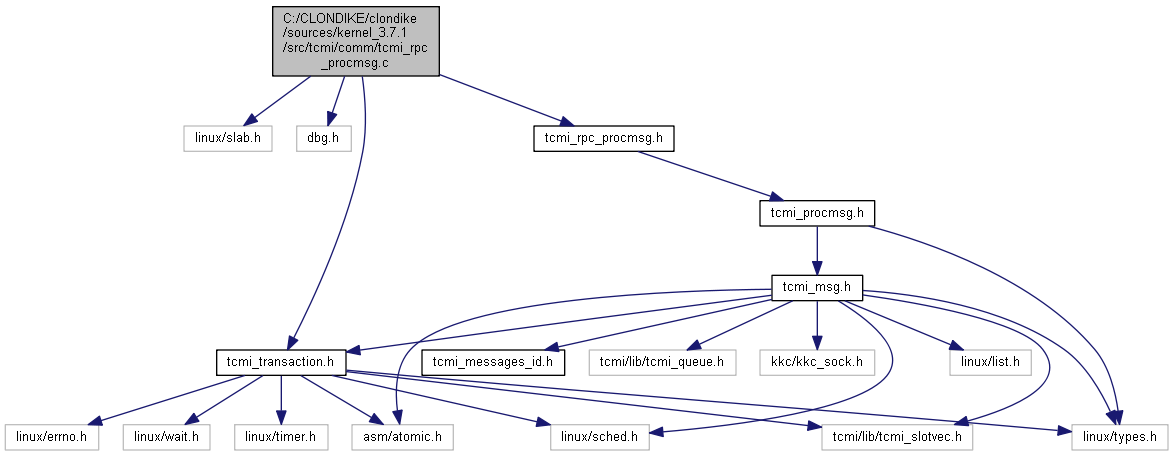 C:/CLONDIKE/clondike
/sources/kernel_3.7.1
/src/tcmi/comm/tcmi_rpc
_procmsg.c
linux/slab.h
dbg.h
tcmi_rpc_procmsg.h
tcmi_procmsg.h
tcmi_msg.h
tcmi_transaction.h
tcmi_messages_id.h
tcmi/lib/tcmi_queue.h
kkc/kkc_sock.h
linux/list.h
linux/errno.h
linux/wait.h
linux/timer.h
asm/atomic.h
linux/sched.h
tcmi/lib/tcmi_slotvec.h
linux/types.h